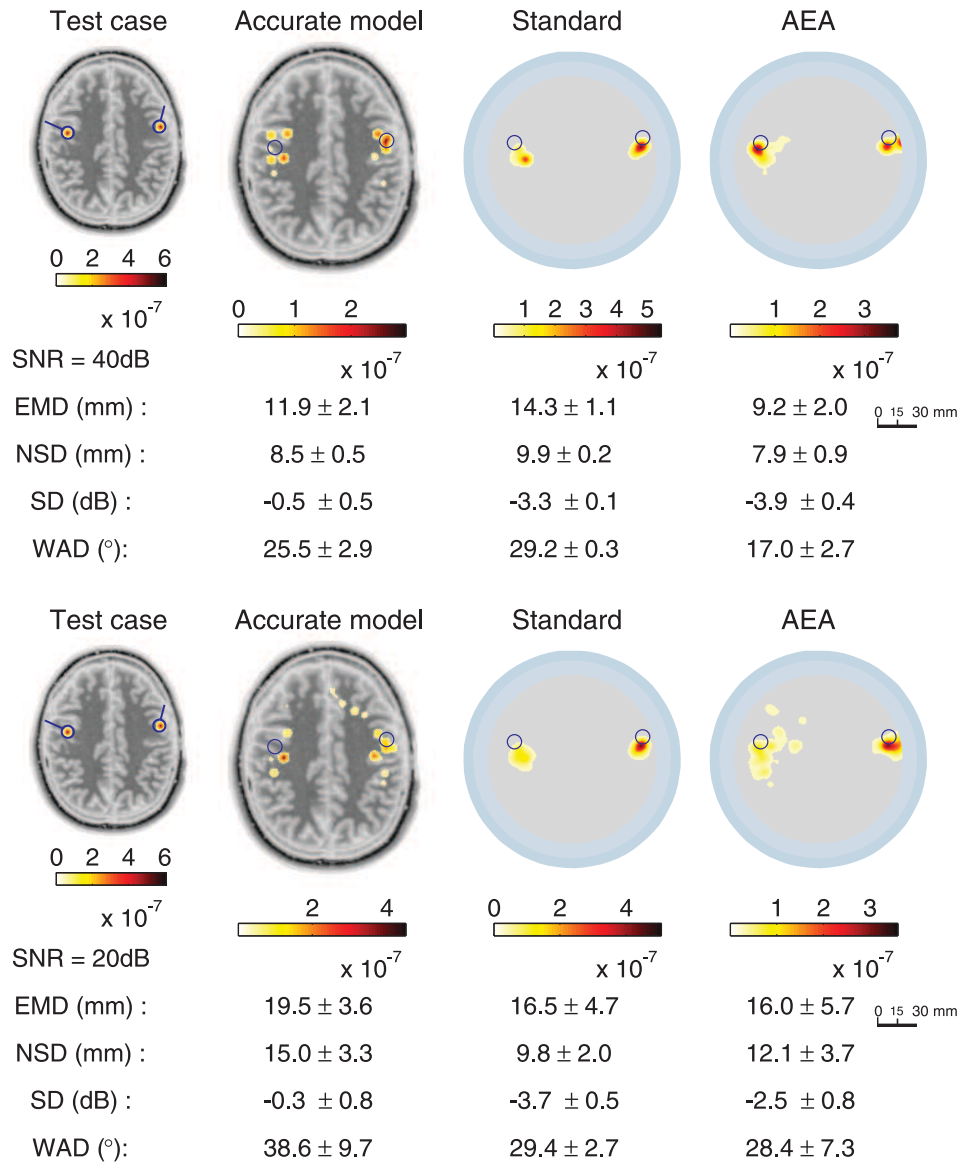 Test case Accurate model Standard AEA
0 2 4 6
x 10⁻⁷
0 1 2
x 10⁻⁷
1 2 3 4 5
x 10⁻⁷
1 2 3
x 10⁻⁷
SNR = 40dB
EMD (mm) : 11.9 ± 2.1 14.3 ± 1.1 9.2 ± 2.0
0 15 30 mm
NSD (mm) : 8.5 ± 0.5 9.9 ± 0.2 7.9 ± 0.9
SD (dB) : -0.5 ± 0.5 -3.3 ± 0.1 -3.9 ± 0.4
WAD (°): 25.5 ± 2.9 29.2 ± 0.3 17.0 ± 2.7
Test case Accurate model Standard AEA
0 2 4 6
x 10⁻⁷
2 4
x 10⁻⁷
0 2 4
x 10⁻⁷
1 2 3
x 10⁻⁷
SNR = 20dB
EMD (mm) : 19.5 ± 3.6 16.5 ± 4.7 16.0 ± 5.7
0 15 30 mm
NSD (mm) : 15.0 ± 3.3 9.8 ± 2.0 12.1 ± 3.7
SD (dB) : -0.3 ± 0.8 -3.7 ± 0.5 -2.5 ± 0.8
WAD (°): 38.6 ± 9.7 29.4 ± 2.7 28.4 ± 7.3